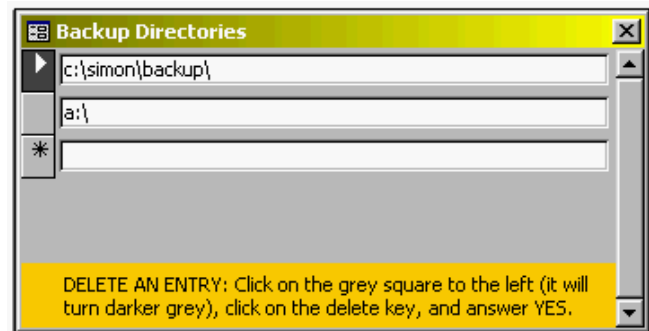 Backup Directories
c:\simon\backup\
a:\
DELETE AN ENTRY: Click on the grey square to the left (it will
turn darker grey), click on the delete key, and answer YES.